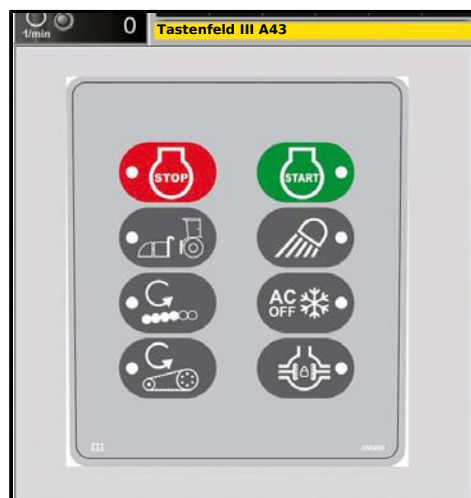 1/min
0
Tastenfeld III A43
STOP
START
AC
OFF
III